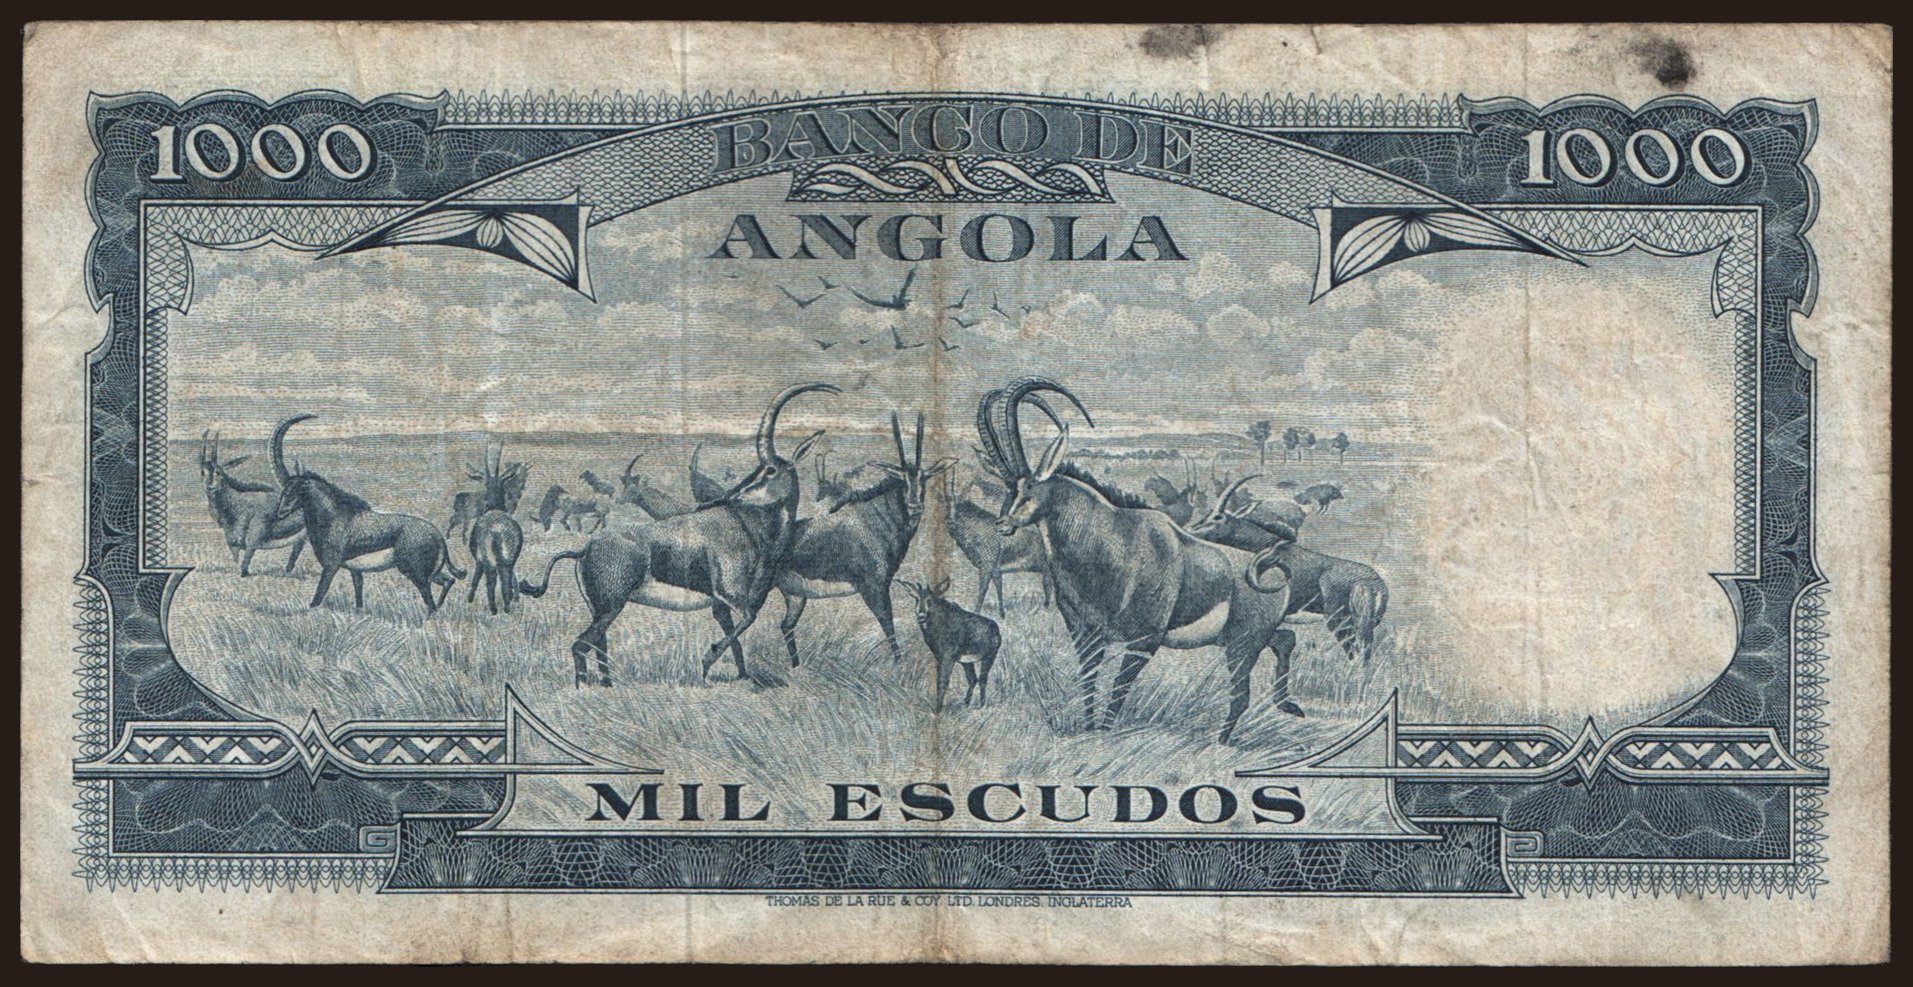 1000
1000
BANCO DE
ANGOLA
MIL ESCUDOS
THOMAS DE LA RUE & COY. LTD. LONDRES. INGLATERRA